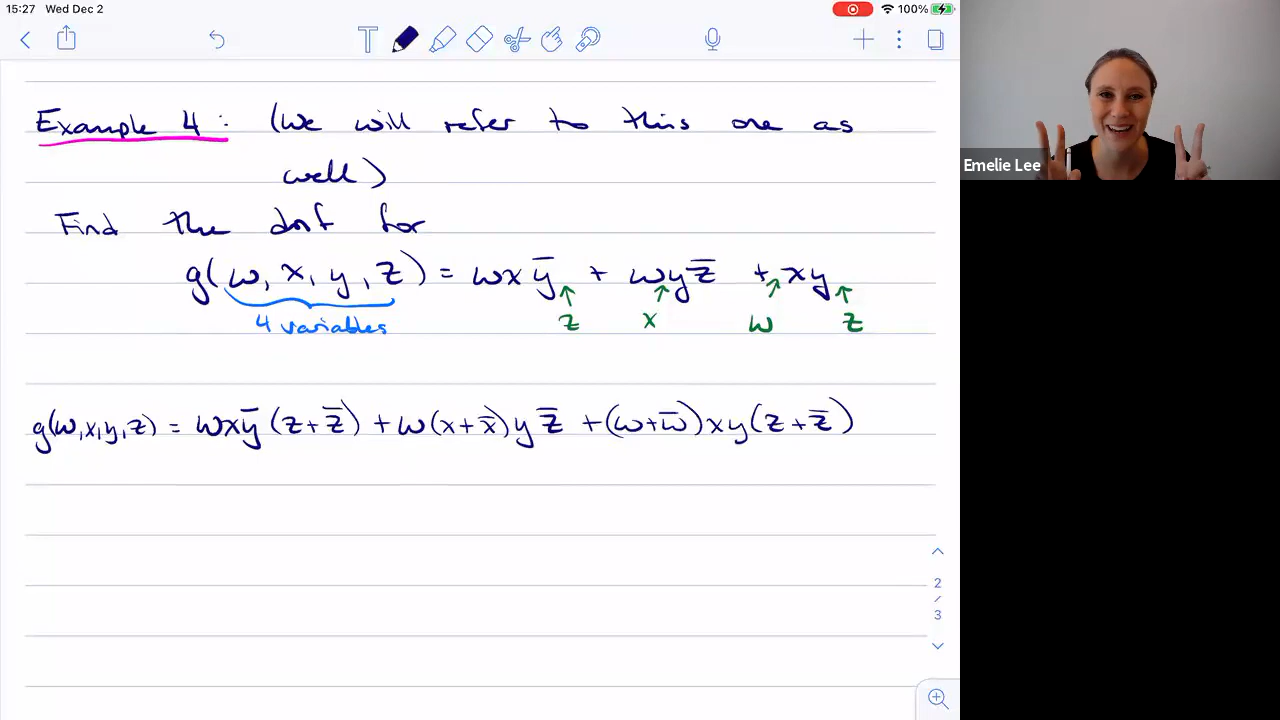 15:27 Wed Dec 2
100%
T
Example 4: (we will refer to this one as
well)
Find the dnf for
g(w, x, y, z) = wxȳ + wyz̄ + xy
4 variables
z x w z
g(w,x,y,z) = wxȳ(z+z̄) + w(x+x̄)yz̄ + (w+w̄)xy(z+z̄)
2
/
3
Emelie Lee